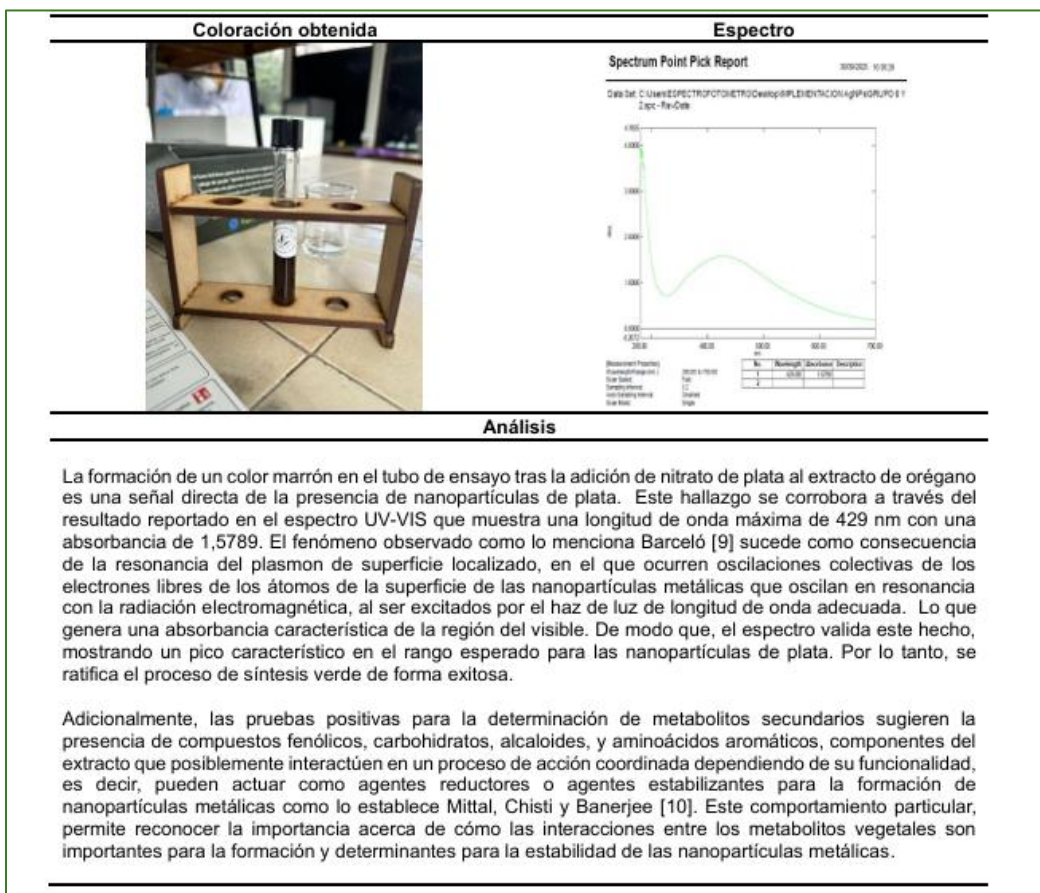 Coloración obtenida
Espectro
Spectrum Point Pick Report
Análisis
La formación de un color marrón en el tubo de ensayo tras la adición de nitrato de plata al extracto de orégano
es una señal directa de la presencia de nanopartículas de plata. Este hallazgo se corrobora a través del
resultado reportado en el espectro UV-VIS que muestra una longitud de onda máxima de 429 nm con una
absorbancia de 1,5789. El fenómeno observado como lo menciona Barceló [9] sucede como consecuencia
de la resonancia del plasmon de superficie localizado, en el que ocurren oscilaciones colectivas de los
electrones libres de los átomos de la superficie de las nanopartículas metálicas que oscilan en resonancia
con la radiación electromagnética, al ser excitados por el haz de luz de longitud de onda adecuada. Lo que
genera una absorbancia característica de la región del visible. De modo que, el espectro valida este hecho,
mostrando un pico característico en el rango esperado para las nanopartículas de plata. Por lo tanto, se
ratifica el proceso de síntesis verde de forma exitosa.
Adicionalmente, las pruebas positivas para la determinación de metabolitos secundarios sugieren la
presencia de compuestos fenólicos, carbohidratos, alcaloides, y aminoácidos aromáticos, componentes del
extracto que posiblemente interactúen en un proceso de acción coordinada dependiendo de su funcionalidad,
es decir, pueden actuar como agentes reductores o agentes estabilizantes para la formación de
nanopartículas metálicas como lo establece Mittal, Chisti y Banerjee [10]. Este comportamiento particular,
permite reconocer la importancia acerca de cómo las interacciones entre los metabolitos vegetales son
importantes para la formación y determinantes para la estabilidad de las nanopartículas metálicas.